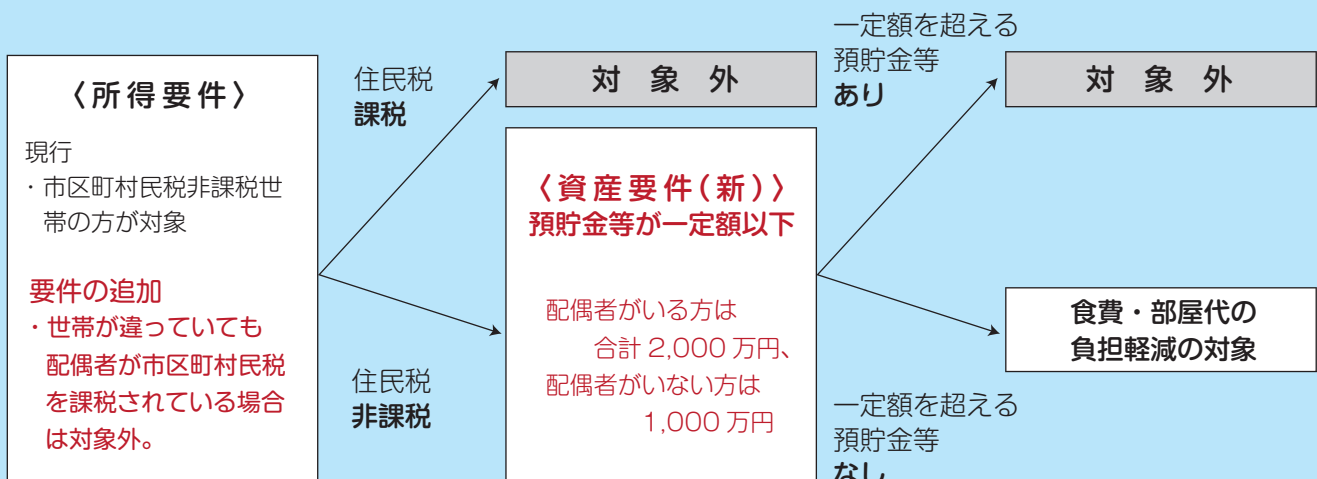 〈所得要件〉
現行
・市区町村民税非課税世
帯の方が対象
要件の追加
・世帯が違っていても
配偶者が市区町村民税
を課税されている場合
は対象外。
住民税
課税
住民税
非課税
対 象 外
〈資産要件(新)〉
預貯金等が一定額以下
配偶者がいる方は
合計 2,000 万円、
配偶者がいない方は
1,000 万円
一定額を超える
預貯金等
あり
一定額を超える
預貯金等
なし
対 象 外
食費・部屋代の
負担軽減の対象